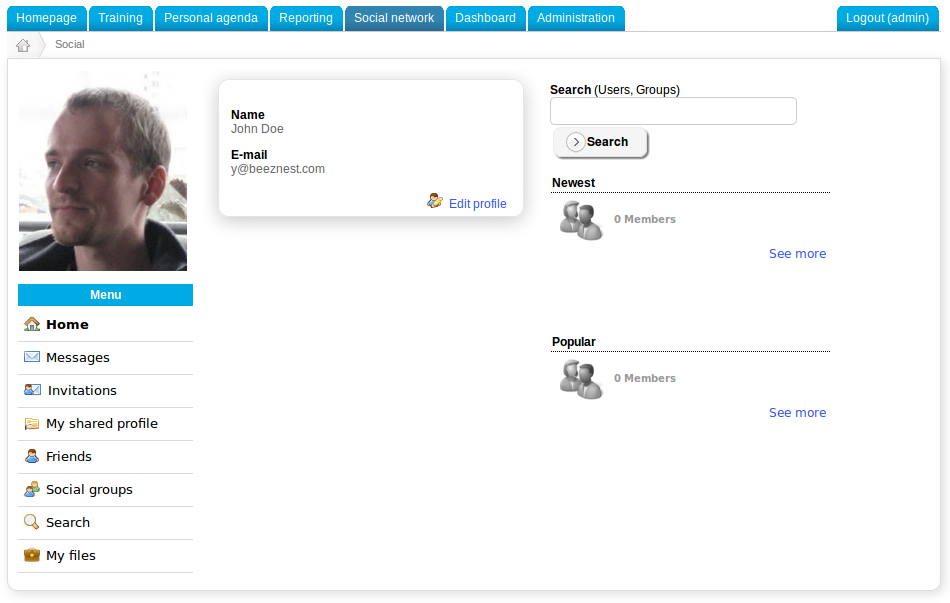 Homepage Training Personal agenda Reporting Social network Dashboard Administration Logout (admin)
Social
Name
John Doe
E-mail
y@beeznest.com
Edit profile
Search (Users, Groups)
Search
Newest
0 Members
See more
Popular
0 Members
See more
Menu
Home
Messages
Invitations
My shared profile
Friends
Social groups
Search
My files